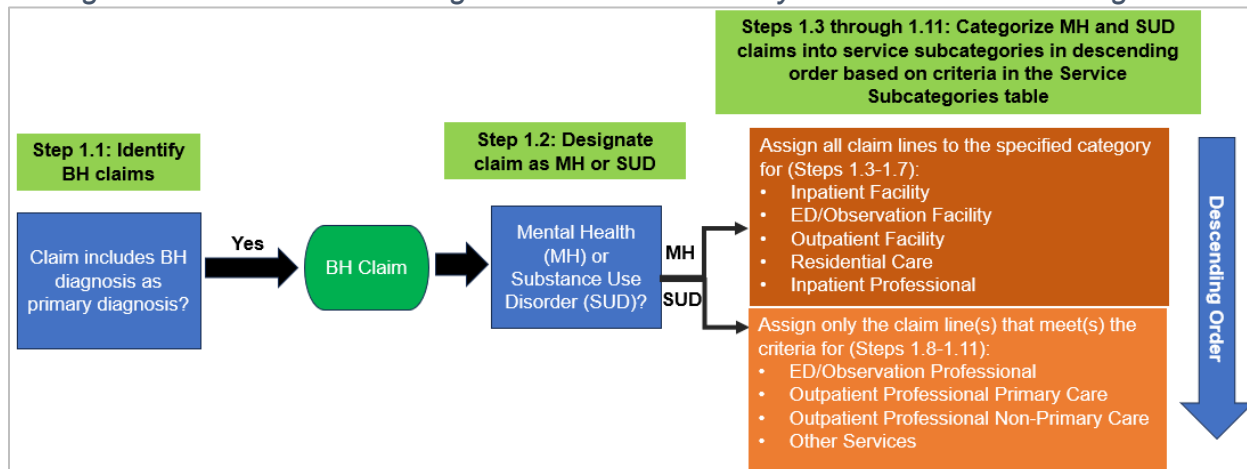 Steps 1.3 through 1.11: Categorize MH and SUD
claims into service subcategories in descending
order based on criteria in the Service
Subcategories table
Step 1.1: Identify
BH claims
Step 1.2: Designate
claim as MH or SUD
Claim includes BH
diagnosis as
primary diagnosis?
Yes
BH Claim
Mental Health
(MH) or
Substance Use
Disorder (SUD)?
MH
SUD
Assign all claim lines to the specified category
for (Steps 1.3-1.7):
• Inpatient Facility
• ED/Observation Facility
• Outpatient Facility
• Residential Care
• Inpatient Professional
Assign only the claim line(s) that meet(s) the
criteria for (Steps 1.8-1.11):
• ED/Observation Professional
• Outpatient Professional Primary Care
• Outpatient Professional Non-Primary Care
• Other Services
Descending Order